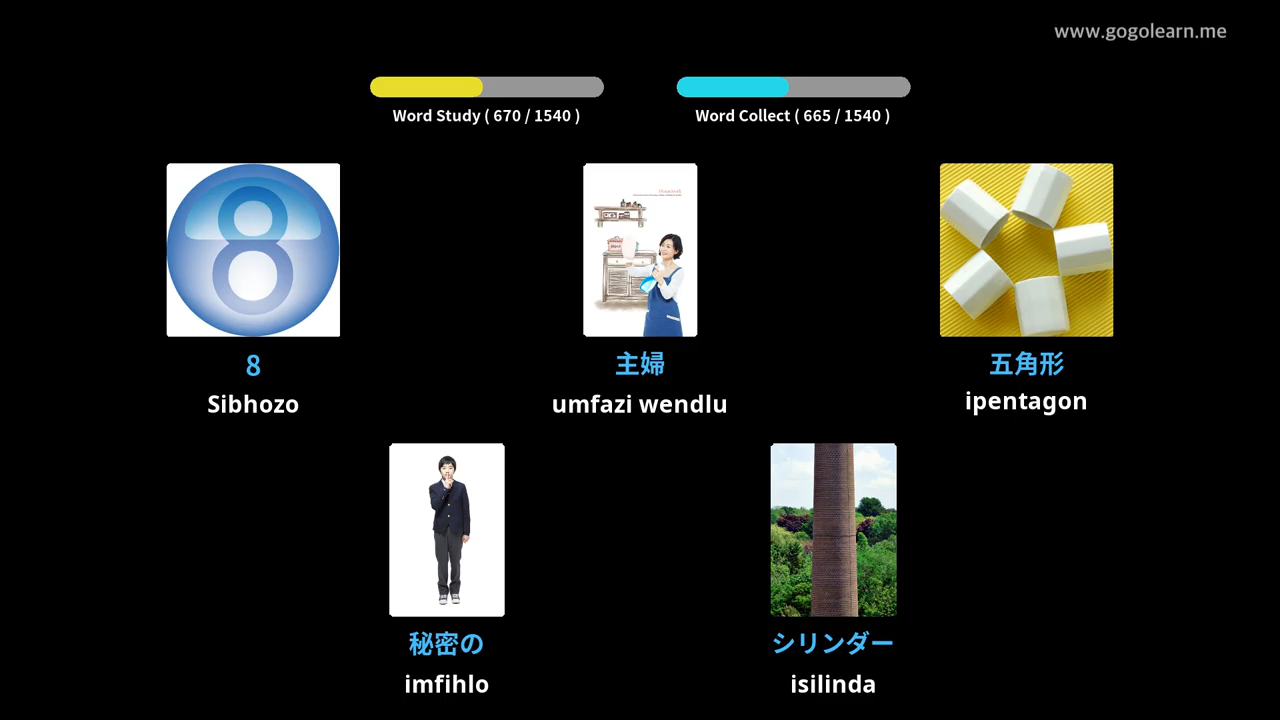 www.gogolearn.me
Word Study ( 670 / 1540 )
Word Collect ( 665 / 1540 )
8
8
Sibhozo
主婦
umfazi wendlu
五角形
ipentagon
秘密の
imfihlo
シリンダー
isilinda